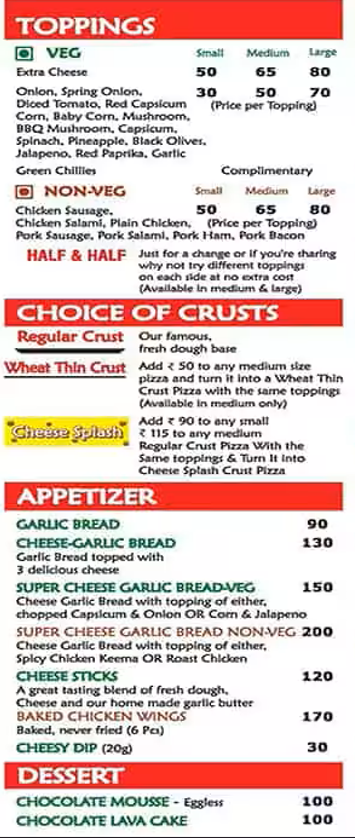 TOPPINGS
VEG Small Medium Large
Extra Cheese 50 65 80
Onion, Spring Onion, 30 50 70
Diced Tomato, Red Capsicum (Price per Topping)
Corn, Baby Corn, Mushroom,
BBQ Mushroom, Capsicum,
Spinach, Pineapple, Black Olives,
Jalapeno, Red Paprika, Garlic
Green Chillies Complimentary
NON-VEG Small Medium Large
Chicken Sausage, 50 65 80
Chicken Salami, Plain Chicken, (Price per Topping)
Pork Sausage, Pork Salami, Pork Ham, Pork Bacon
HALF & HALF Just for a change or if you're sharing
why not try different toppings
on each side at no extra cost
(Available in medium & large)
CHOICE OF CRUSTS
Regular Crust Our famous,
fresh dough base
Wheat Thin Crust Add ₹ 50 to any medium size
pizza and turn it into a Wheat Thin
Crust Pizza with the same toppings
(Available in medium only)
Cheese Splash Add ₹ 90 to any small
₹ 115 to any medium
Regular Crust Pizza With the
Same toppings & Turn It Into
Cheese Splash Crust Pizza
APPETIZER
GARLIC BREAD 90
CHEESE-GARLIC BREAD 130
Garlic Bread topped with
3 delicious cheese
SUPER CHEESE GARLIC BREAD-VEG 150
Cheese Garlic Bread with topping of either,
chopped Capsicum & Onion OR Corn & Jalapeno
SUPER CHEESE GARLIC BREAD NON-VEG 200
Cheese Garlic Bread with topping of either,
Spicy Chicken Keema OR Roast Chicken
CHEESE STICKS 120
A great tasting blend of fresh dough,
Cheese and our home made garlic butter
BAKED CHICKEN WINGS 170
Baked, never fried (6 Pcs)
CHEESY DIP (20g) 30
DESSERT
CHOCOLATE MOUSSE - Eggless 100
CHOCOLATE LAVA CAKE 100